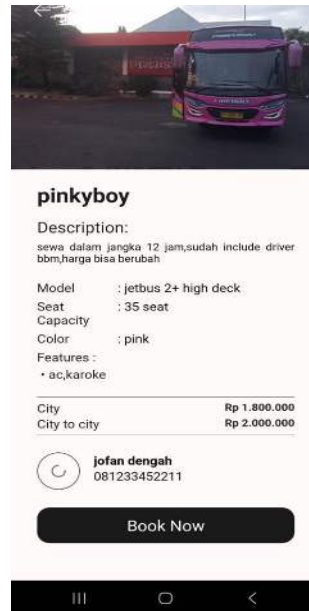 pinkyboy
Description:
sewa dalam jangka 12 jam,sudah include driver
bbm,harga bisa berubah
Model : jetbus 2+ high deck
Seat Capacity : 35 seat
Color : pink
Features :
• ac,karoke
City Rp 1.800.000
City to city Rp 2.000.000
jofan dengah
081233452211
Book Now